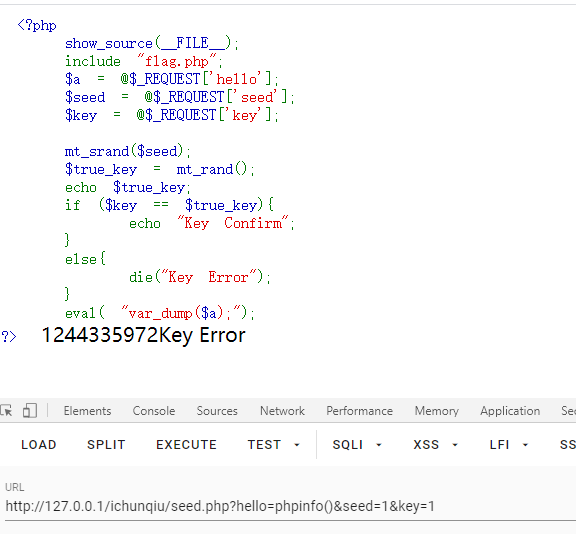 <?php
show_source(__FILE__);
include "flag.php";
$a = @$_REQUEST['hello'];
$seed = @$_REQUEST['seed'];
$key = @$_REQUEST['key'];
mt_srand($seed);
$true_key = mt_rand();
echo $true_key;
if ($key == $true_key){
echo "Key Confirm";
}
else{
die("Key Error");
}
eval( "var_dump($a);");
?> 1244335972Key Error
Elements Console Sources Network Performance Memory Application Sec
LOAD SPLIT EXECUTE TEST SQLI XSS LFI SS
URL
http://127.0.0.1/ichunqiu/seed.php?hello=phpinfo()&seed=1&key=1